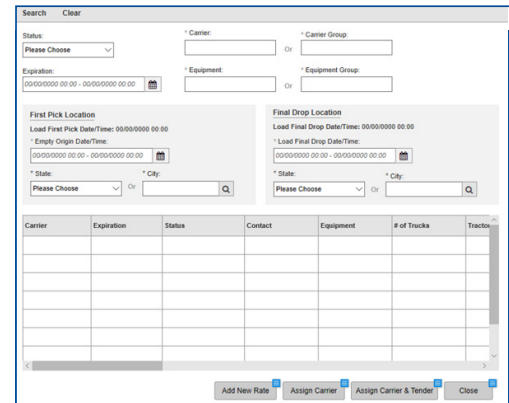 Search Clear
Status: * Carrier: * Carrier Group:
Please Choose Or
Expiration: * Equipment: * Equipment Group:
00/00/0000 00:00 - 00/00/0000 00:00 Or
First Pick Location
Load First Pick Date/Time: 00/00/0000 00:00
* Empty Origin Date/Time:
00/00/0000 00:00 - 00/00/0000 00:00
* State: * City:
Please Choose Or
Final Drop Location
Load Final Drop Date/Time: 00/00/0000 00:00
* Load Final Drop Date/Time:
00/00/0000 00:00 - 00/00/0000 00:00
* State: * City:
Please Choose Or
Carrier Expiration Status Contact Equipment # of Trucka Tracto
Add New Rate Assign Carrier Assign Carrier & Tender Close